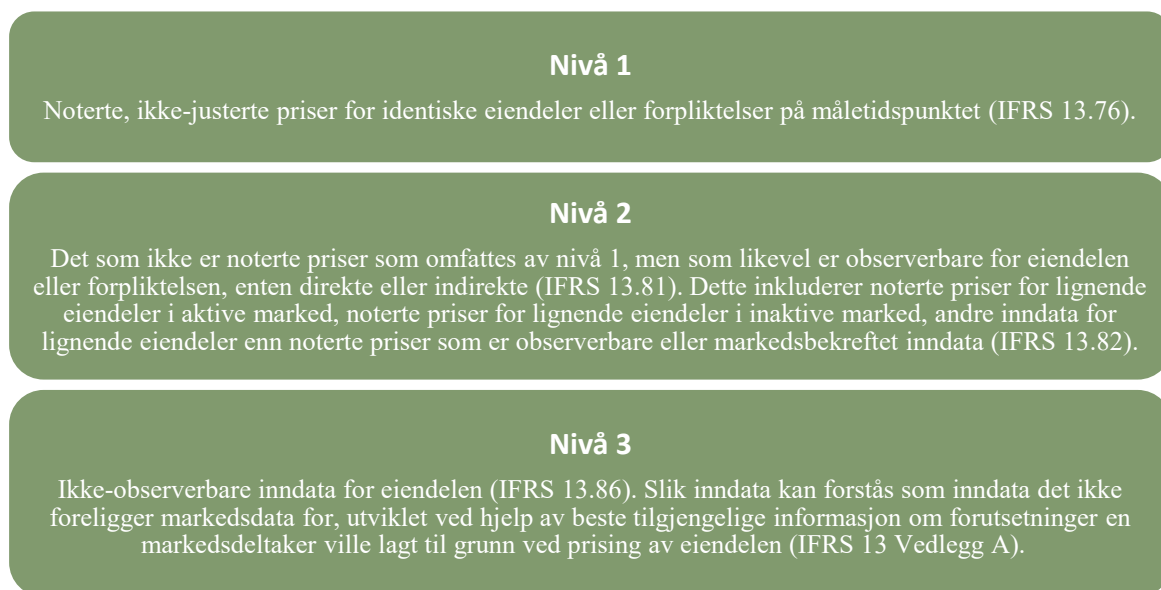 Nivå 1
Noterte, ikke-justerte priser for identiske eiendeler eller forpliktelser på måletidspunktet (IFRS 13.76).
Nivå 2
Det som ikke er noterte priser som omfattes av nivå 1, men som likevel er observerbare for eiendelen
eller forpliktelsen, enten direkte eller indirekte (IFRS 13.81). Dette inkluderer noterte priser for lignende
eiendeler i aktive marked, noterte priser for lignende eiendeler i inaktive marked, andre inndata for
lignende eiendeler enn noterte priser som er observerbare eller markedsbekreftet inndata (IFRS 13.82).
Nivå 3
Ikke-observerbare inndata for eiendelen (IFRS 13.86). Slik inndata kan forstås som inndata det ikke
foreligger markedsdata for, utviklet ved hjelp av beste tilgjengelige informasjon om forutsetninger en
markedsdeltaker ville lagt til grunn ved prising av eiendelen (IFRS 13 Vedlegg A).